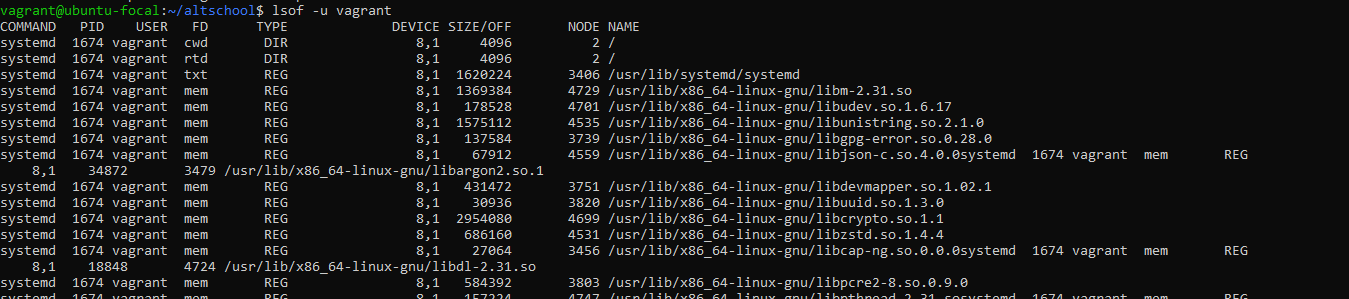 vagrant@ubuntu-focal:~/altschool$ lsof -u vagrant
COMMAND PID USER FD TYPE DEVICE SIZE/OFF NODE NAME
systemd 1674 vagrant cwd DIR 8,1 4096 2 /
systemd 1674 vagrant rtd DIR 8,1 4096 2 /
systemd 1674 vagrant txt REG 8,1 1620224 3406 /usr/lib/systemd/systemd
systemd 1674 vagrant mem REG 8,1 1369384 4729 /usr/lib/x86_64-linux-gnu/libm-2.31.so
systemd 1674 vagrant mem REG 8,1 178528 4701 /usr/lib/x86_64-linux-gnu/libudev.so.1.6.17
systemd 1674 vagrant mem REG 8,1 1575112 4535 /usr/lib/x86_64-linux-gnu/libunistring.so.2.1.0
systemd 1674 vagrant mem REG 8,1 137584 3739 /usr/lib/x86_64-linux-gnu/libgpg-error.so.0.28.0
systemd 1674 vagrant mem REG 8,1 67912 4559 /usr/lib/x86_64-linux-gnu/libjson-c.so.4.0.0systemd 1674 vagrant mem REG
8,1 34872 3479 /usr/lib/x86_64-linux-gnu/libargon2.so.1
systemd 1674 vagrant mem REG 8,1 431472 3751 /usr/lib/x86_64-linux-gnu/libdevmapper.so.1.02.1
systemd 1674 vagrant mem REG 8,1 30936 3820 /usr/lib/x86_64-linux-gnu/libuuid.so.1.3.0
systemd 1674 vagrant mem REG 8,1 2954080 4699 /usr/lib/x86_64-linux-gnu/libcrypto.so.1.1
systemd 1674 vagrant mem REG 8,1 686160 4531 /usr/lib/x86_64-linux-gnu/libzstd.so.1.4.4
systemd 1674 vagrant mem REG 8,1 27064 3456 /usr/lib/x86_64-linux-gnu/libcap-ng.so.0.0.0systemd 1674 vagrant mem REG
8,1 18848 4724 /usr/lib/x86_64-linux-gnu/libdl-2.31.so
systemd 1674 vagrant mem REG 8,1 584392 3803 /usr/lib/x86_64-linux-gnu/libpcre2-8.so.0.9.0
systemd 1674 vagrant mem REG 8,1 157224 4747 /usr/lib/x86_64-linux-gnu/libpthread-2.31.sosystemd 1674 vagrant mem REG